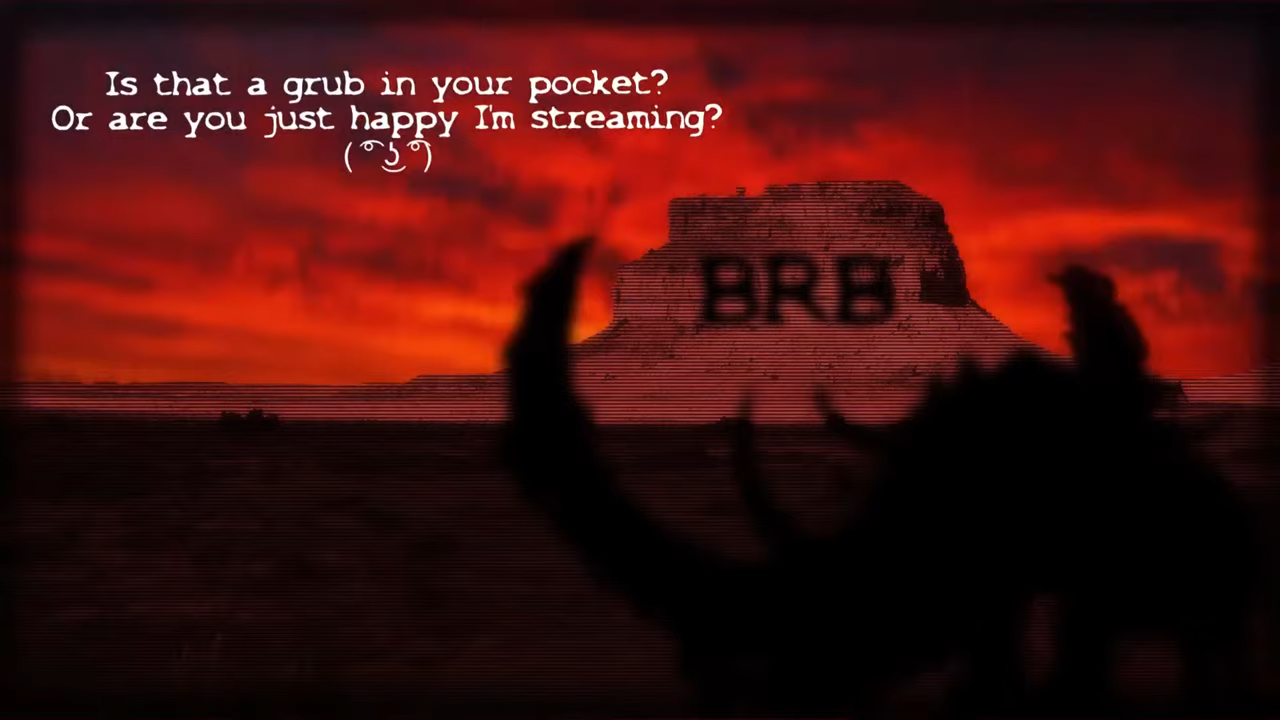 Is that a grub in your pocket?
Or are you just happy I'm streaming?
( ͡° ͜ʖ ͡°)
BRB